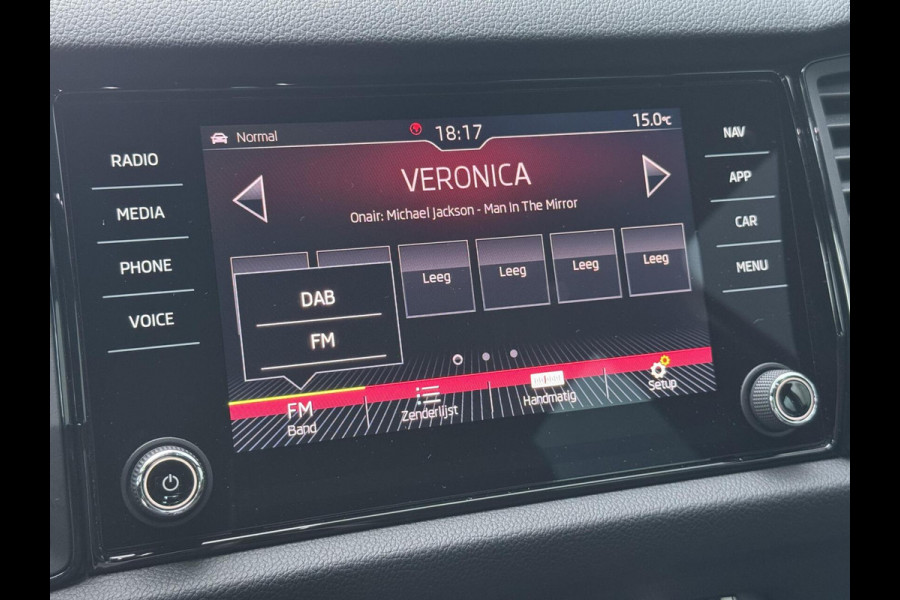 Normal
18:17
15.0°C
VERONICA
Onair: Michael Jackson - Man In The Mirror
Leeg
Leeg
Leeg
Leeg
DAB
FM
FM
Band
Zenderlijst
Handmatig
Setup
RADIO
MEDIA
PHONE
VOICE
NAV
APP
CAR
MENU